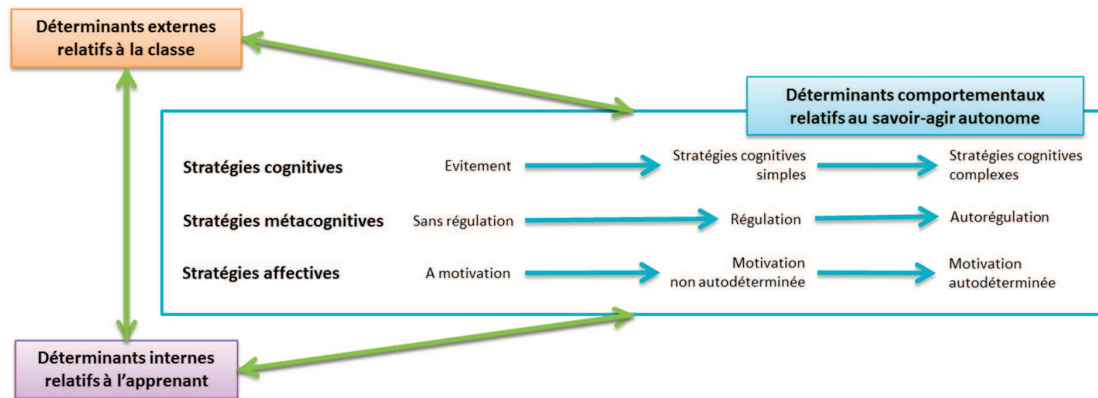 Déterminants externes
relatifs à la classe
Déterminants comportementaux
relatifs au savoir-agir autonome
Stratégies cognitives
Evitement
Stratégies cognitives
simples
Stratégies cognitives
complexes
Stratégies métacognitives
Sans régulation
Régulation
Autorégulation
Stratégies affectives
A motivation
Motivation
non autodéterminée
Motivation
autodéterminée
Déterminants internes
relatifs à l'apprenant